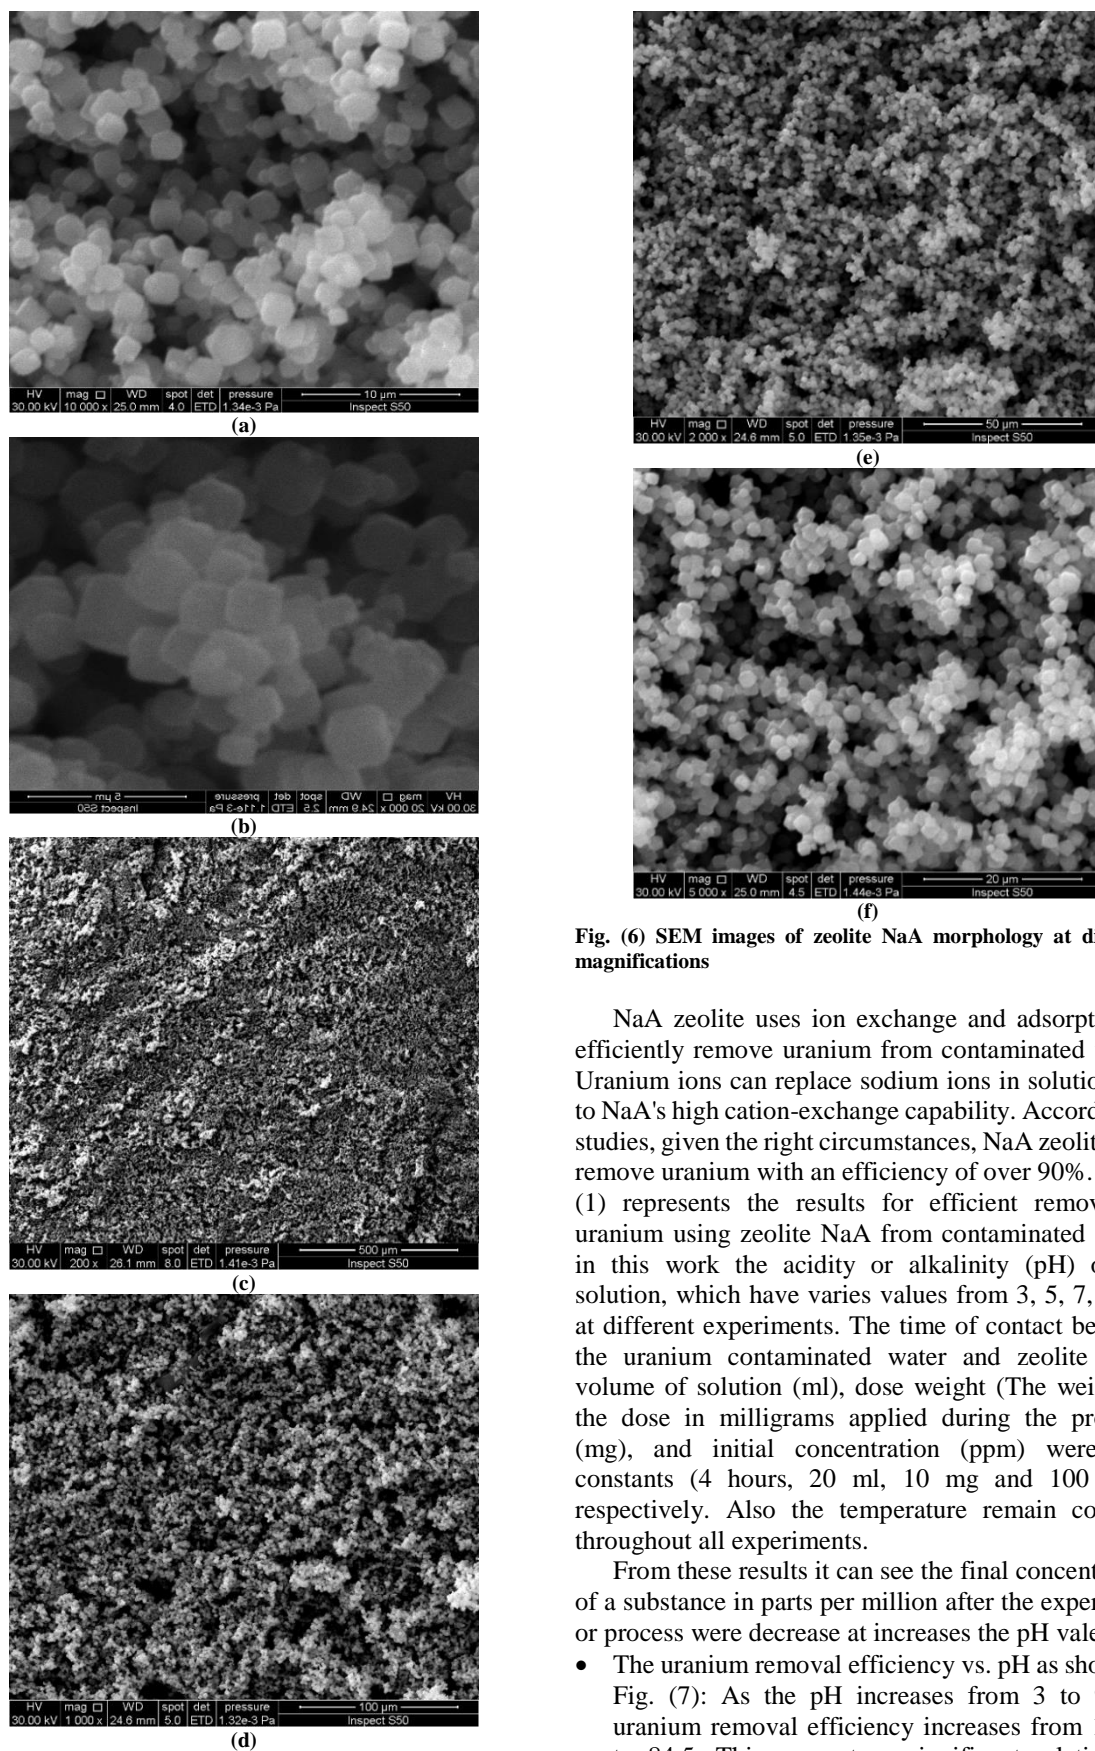 HV mag WD spot det pressure 10 µm
30.00 kV 10 000 x 25.0 mm 4.0 ETD 1.34e-3 Pa Inspect S50
(a)
HV mag WD spot det pressure 5 µm
30.00 kV 20 000 x 24.9 mm 2.5 ETD 1.11e-3 Pa Inspect S50
(b)
HV mag WD spot det pressure 500 µm
30.00 kV 200 x 26.1 mm 8.0 ETD 1.41e-3 Pa Inspect S50
(c)
HV mag WD spot det pressure 100 µm
30.00 kV 1 000 x 24.6 mm 5.0 ETD 1.32e-3 Pa Inspect S50
(d)
HV mag WD spot det pressure 50 µm
30.00 kV 2 000 x 24.6 mm 5.0 ETD 1.35e-3 Pa Inspect S50
(e)
HV mag WD spot det pressure 20 µm
30.00 kV 5 000 x 25.0 mm 4.5 ETD 1.44e-3 Pa Inspect S50
(f)
Fig. (6) SEM images of zeolite NaA morphology at di
magnifications
NaA zeolite uses ion exchange and adsorpt
efficiently remove uranium from contaminated
Uranium ions can replace sodium ions in solutio
to NaA's high cation-exchange capability. Accord
studies, given the right circumstances, NaA zeolit
remove uranium with an efficiency of over 90%.
(1) represents the results for efficient remov
uranium using zeolite NaA from contaminated
in this work the acidity or alkalinity (pH) o
solution, which have varies values from 3, 5, 7,
at different experiments. The time of contact be
the uranium contaminated water and zeolite
volume of solution (ml), dose weight (The wei
the dose in milligrams applied during the pr
(mg), and initial concentration (ppm) were
constants (4 hours, 20 ml, 10 mg and 100
respectively. Also the temperature remain co
throughout all experiments.
From these results it can see the final concent
of a substance in parts per million after the exper
or process were decrease at increases the pH vale
• The uranium removal efficiency vs. pH as sho
Fig. (7): As the pH increases from 3 to
uranium removal efficiency increases from